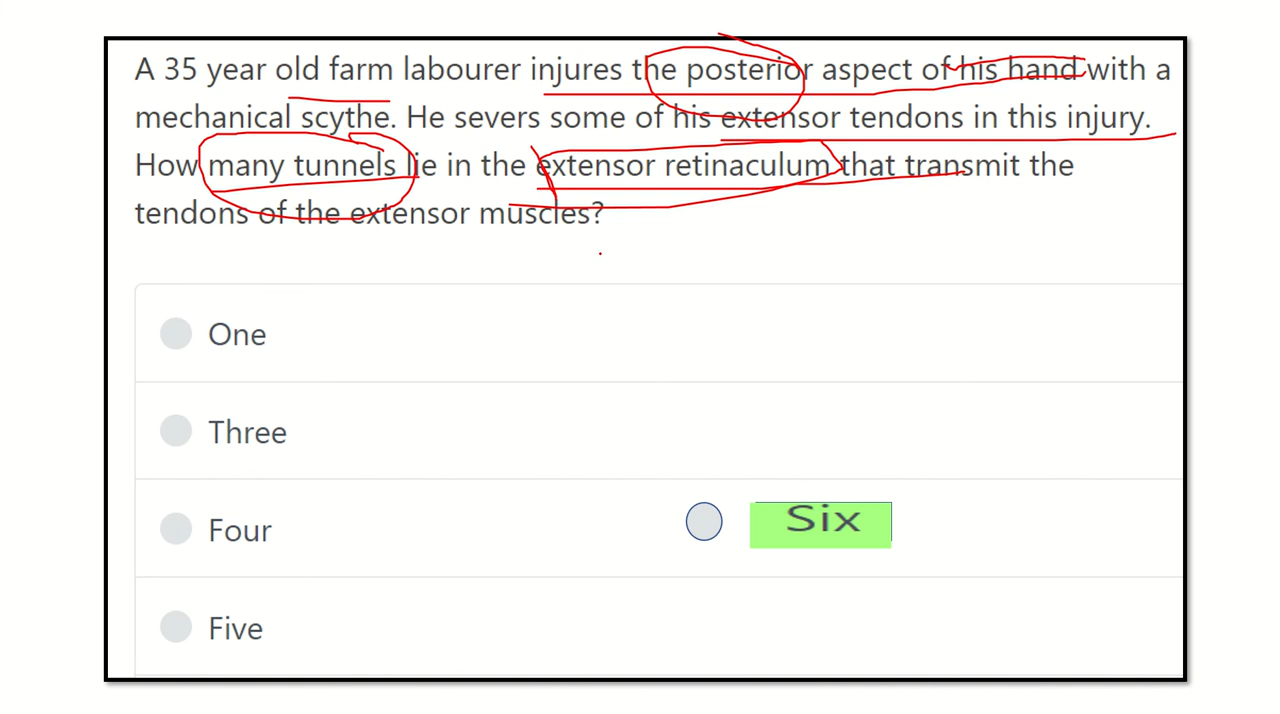 A 35 year old farm labourer injures the posterior aspect of his hand with a
mechanical scythe. He severs some of his extensor tendons in this injury.
How many tunnels lie in the extensor retinaculum that transmit the
tendons of the extensor muscles?
One
Three
Four
Six
Five